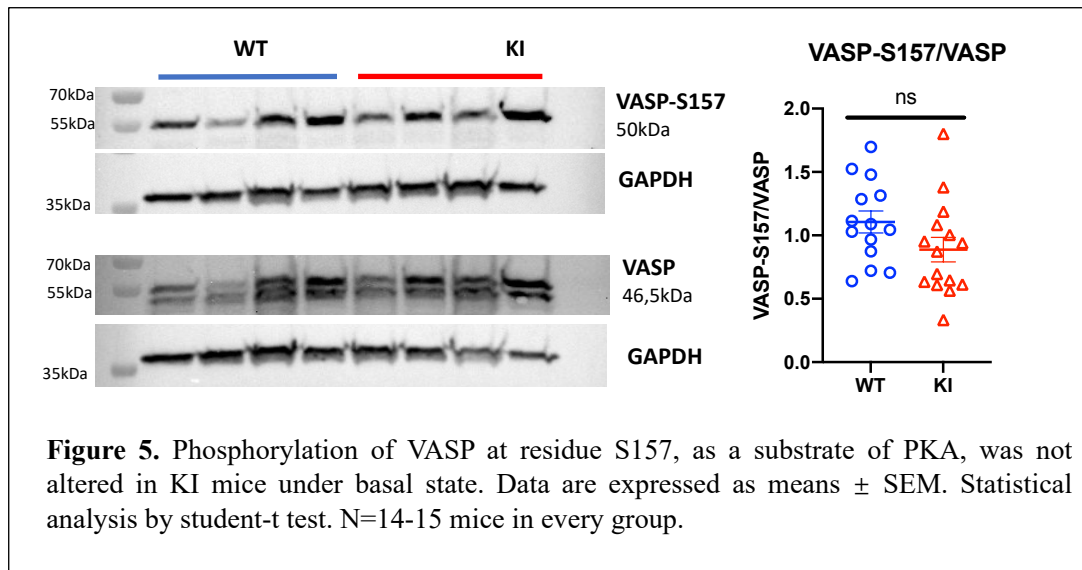 WT KI
70kDa
55kDa
VASP-S157
50kDa
GAPDH
35kDa
70kDa
55kDa
VASP
46,5kDa
GAPDH
35kDa
VASP-S157/VASP
ns
2.0
1.5
1.0
0.5
0.0
VASP-S157/VASP
WT KI
Figure 5. Phosphorylation of VASP at residue S157, as a substrate of PKA, was not
altered in KI mice under basal state. Data are expressed as means ± SEM. Statistical
analysis by student-t test. N=14-15 mice in every group.